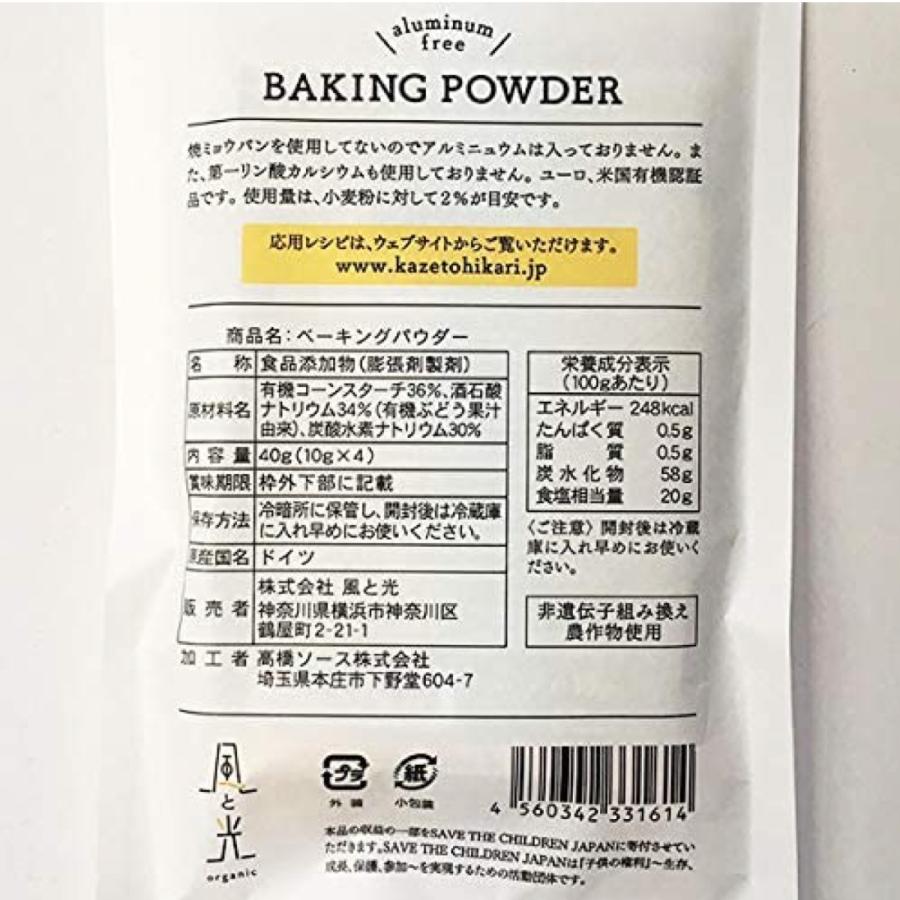 aluminum
free
BAKING POWDER
焼ミョウバンを使用してないのでアルミニュウムは入っておりません。ま
た、第一リン酸カルシウムも使用しておりません。ユーロ、米国有機認証
品です。使用量は、小麦粉に対して2%が目安です。
応用レシピは、ウェブサイトからご覧いただけます。
www.kazetohikari.jp
商品名:ベーキングパウダー
名 称 食品添加物(膨張剤製剤)
原材料名 有機コーンスターチ36%、酒石酸
ナトリウム34%(有機ぶどう果汁
由来)、炭酸水素ナトリウム30%
内容量 40g(10g×4)
賞味期限 枠外下部に記載
保存方法 冷暗所に保管し、開封後は冷蔵庫
に入れ早めにお使いください。
原産国名 ドイツ
販売者 株式会社 風と光
神奈川県横浜市神奈川区
鶴屋町2-21-1
加工者 高橋ソース株式会社
埼玉県本庄市下野堂604-7
栄養成分表示
(100gあたり)
エネルギー 248kcal
たんぱく質 0.5g
脂 質 0.5g
炭水化物 58g
食塩相当量 20g
〈ご注意〉開封後は冷蔵
庫に入れ早めにお使いく
ださい。
非遺伝子組み換え
農作物使用
風と光
organic
プラ
外 装
紙
小包装
4 560342 331614
本品の収益の一部をSAVE THE CHILDREN JAPANに寄付させてい
ただきます。SAVE THE CHILDREN JAPANは「子供の権利」〜生存、
成長、保護、参加〜を実現するための活動団体です。